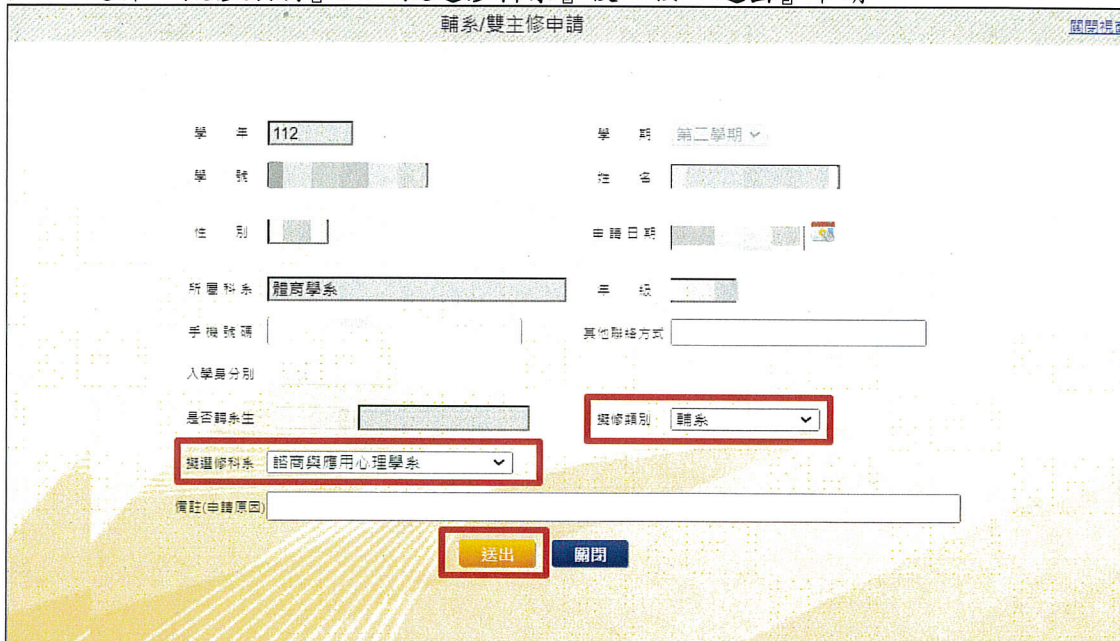 輔系/雙主修申請
關閉視窗
學 年 112 學 期 第二學期
學 號 姓 名
性 別 申請日期
所屬科系 體育學系 年 級
手機號碼 其他聯絡方式
入學身分別
是否轉系生 擬修類別 輔系
擬選修科系 諮商與應用心理學系
備註(申請原因)
送出 關閉